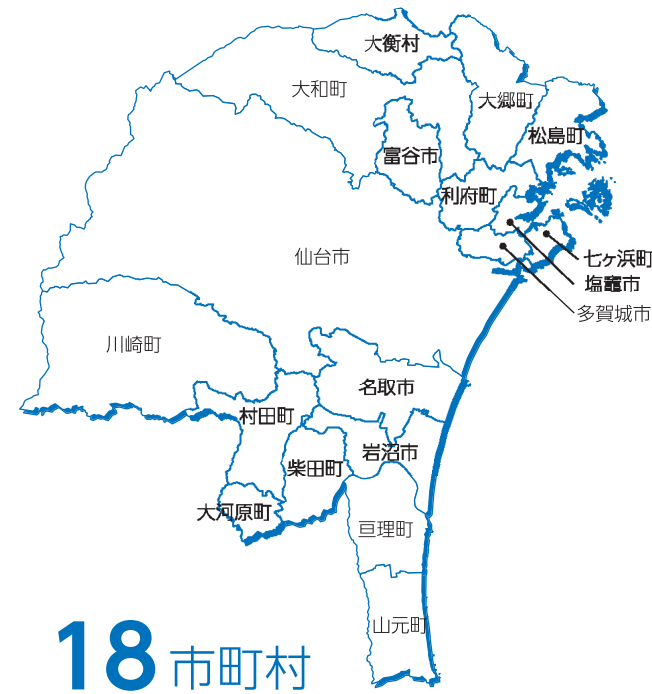 大衡村
大和町
大郷町
松島町
富谷市
利府町
仙台市
七ヶ浜町
塩竈市
多賀城市
川崎町
名取市
村田町
岩沼市
柴田町
大河原町
亘理町
山元町
18市町村